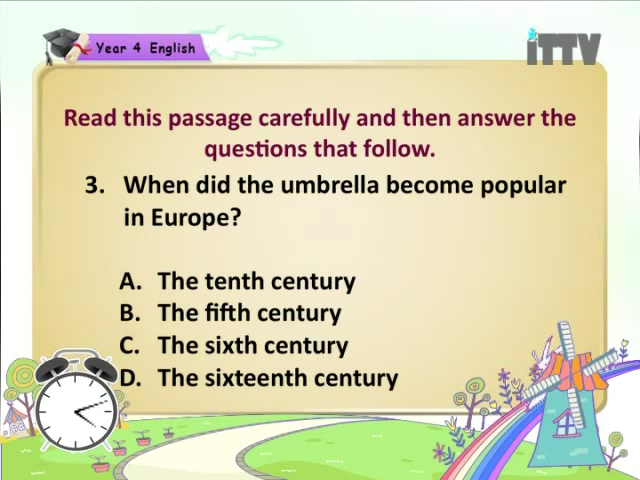 Year 4 English
iTTV
Read this passage carefully and then answer the
questions that follow.
3. When did the umbrella become popular
in Europe?
A. The tenth century
B. The fifth century
C. The sixth century
D. The sixteenth century